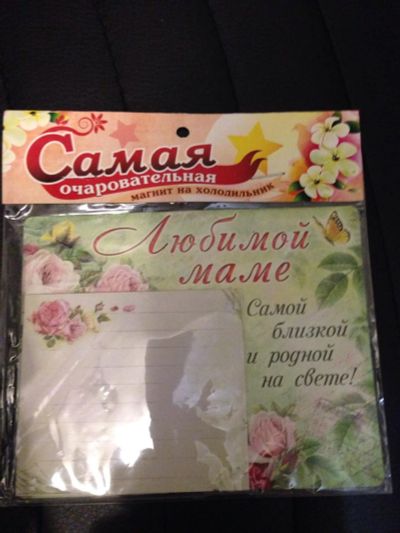 Самая
очаровательная
магнит на холодильник
Любимой
маме
Самой
близкой
и родной
на свете!